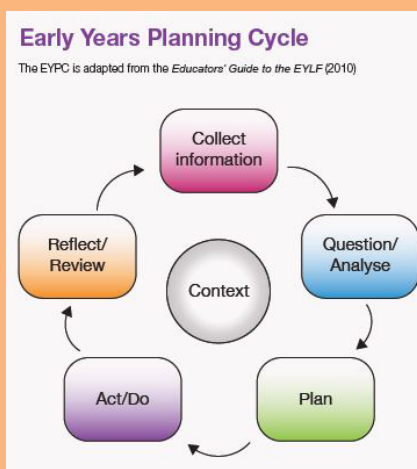 Early Years Planning Cycle
The EYPC is adapted from the Educators' Guide to the EYLF (2010)
Collect
information
Question/
Analyse
Plan
Act/Do
Reflect/
Review
Context